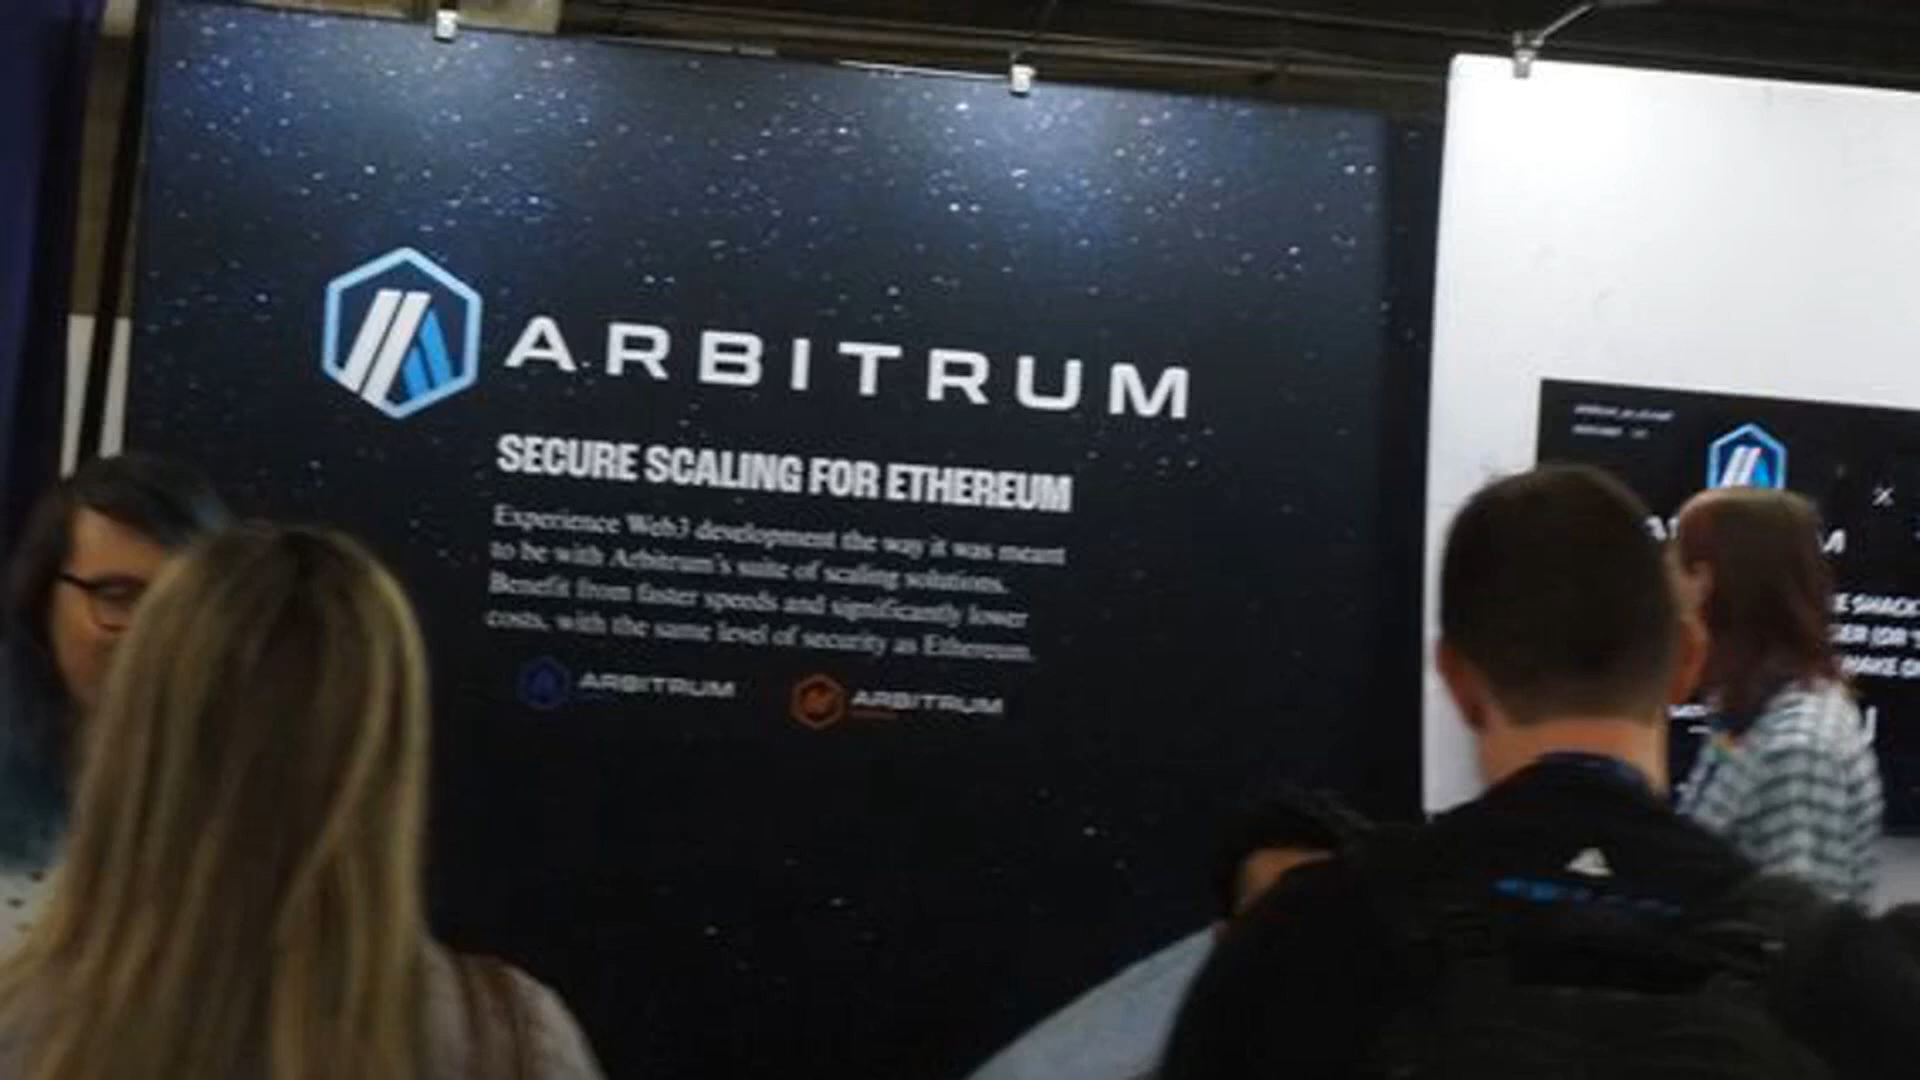 ARBITRUM
SECURE SCALING FOR ETHEREUM
Experience Web3 development the way it was meant
to be with Arbitrum's suite of scaling solutions.
Benefit from faster speeds and significantly lower
costs, with the same level of security as Ethereum.
ARBITRUM
ARBITRUM